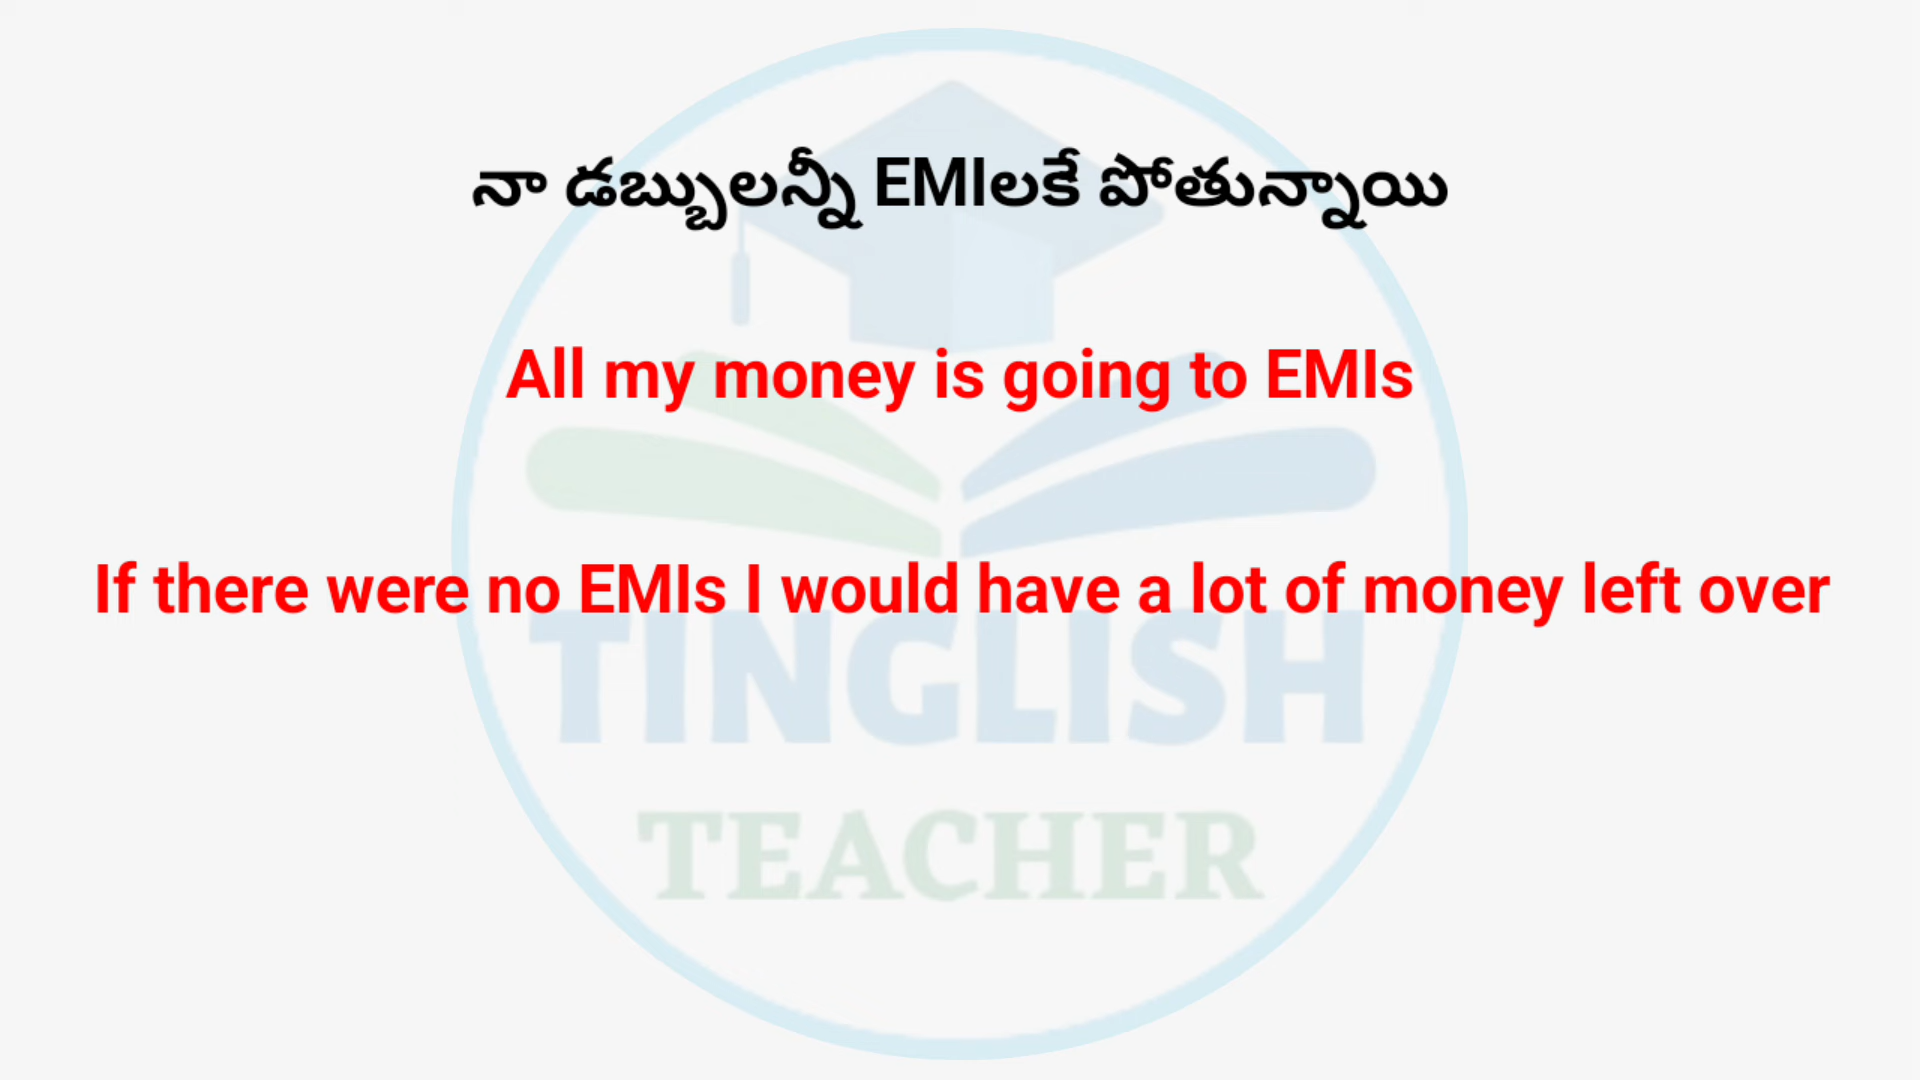 నా డబ్బులన్నీ EMIలకే పోతున్నాయి
All my money is going to EMIs
If there were no EMIs I would have a lot of money left over
TINGLISH
TEACHER